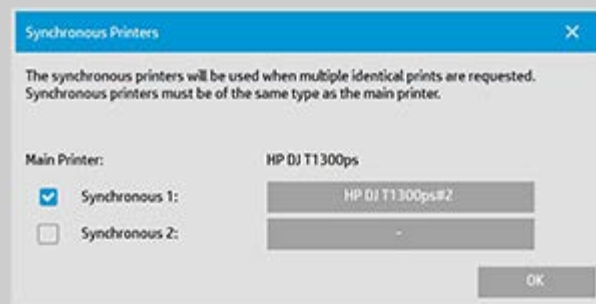 Synchronous Printers
The synchronous printers will be used when multiple identical prints are requested.
Synchronous printers must be of the same type as the main printer.
Main Printer: HP DJ T1300ps
Synchronous 1: HP DJ T1300ps#2
Synchronous 2: -
OK